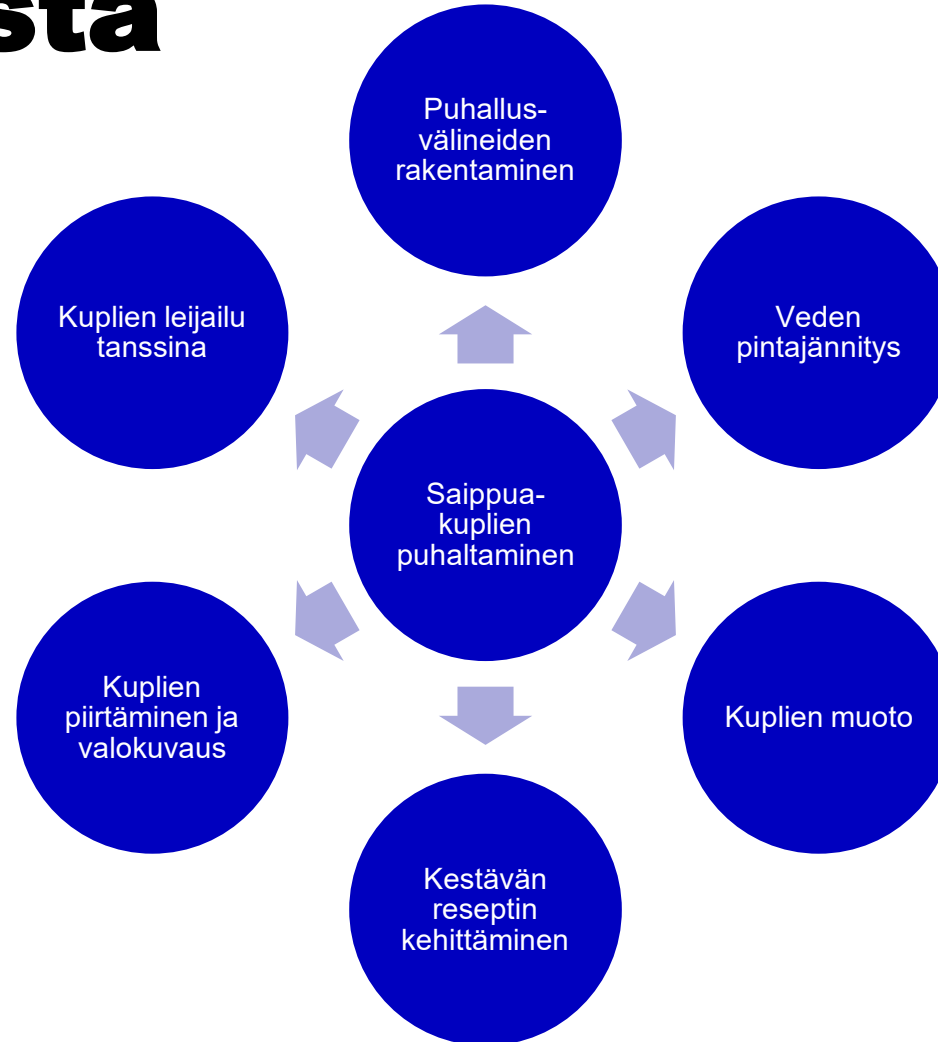 Puhallus-
välineiden
rakentaminen
Kuplien leijailu
tanssina
Veden
pintajännitys
Saippua-
kuplien
puhaltaminen
Kuplien
piirtäminen ja
valokuvaus
Kuplien muoto
Kestävän
reseptin
kehittäminen